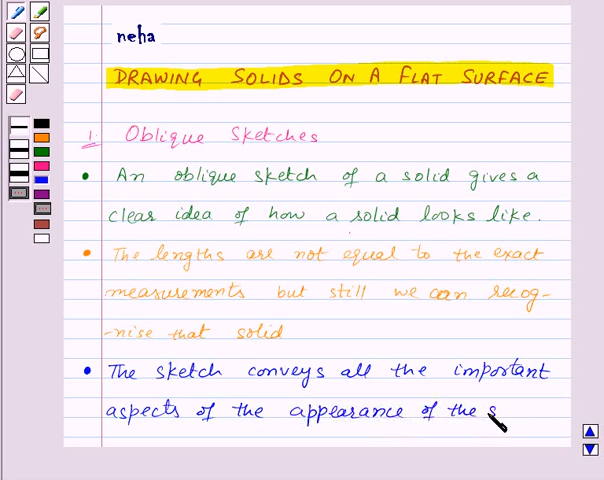 neha
DRAWING SOLIDS ON A FLAT SURFACE
1. Oblique Sketches
• An oblique sketch of a solid gives a
clear idea of how a solid looks like.
• The lengths are not equal to the exact
measurements but still we can recog-
-nise that solid
• The sketch conveys all the important
aspects of the appearance of the s